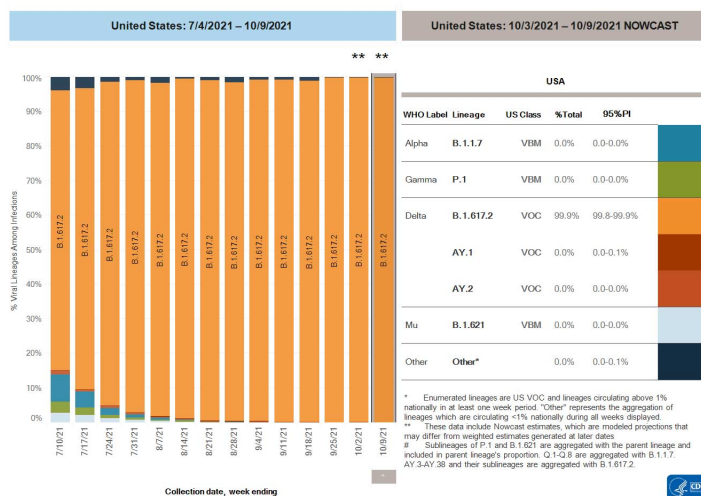 United States: 7/4/2021 – 10/9/2021
United States: 10/3/2021 – 10/9/2021 NOWCAST
** **
% Viral Lineages Among Infections
100%
90%
80%
70%
60%
50%
40%
30%
20%
10%
0%
B.1.617.2
B.1.617.2
B.1.617.2
B.1.617.2
B.1.617.2
B.1.617.2
B.1.617.2
B.1.617.2
B.1.617.2
B.1.617.2
B.1.617.2
B.1.617.2
B.1.617.2
B.1.617.2
7/10/21
7/17/21
7/24/21
7/31/21
8/7/21
8/14/21
8/21/21
8/28/21
9/4/21
9/11/21
9/18/21
9/25/21
10/2/21
10/9/21
Collection date, week ending
USA
WHO Label Lineage US Class %Total 95%PI
Alpha B.1.1.7 VBM 0.0% 0.0-0.0%
Gamma P.1 VBM 0.0% 0.0-0.0%
Delta B.1.617.2 VOC 99.9% 99.8-99.9%
AY.1 VOC 0.0% 0.0-0.1%
AY.2 VOC 0.0% 0.0-0.0%
Mu B.1.621 VBM 0.0% 0.0-0.0%
Other Other* 0.0% 0.0-0.1%
* Enumerated lineages are US VOC and lineages circulating above 1%
nationally in at least one week period. "Other" represents the aggregation of
lineages which are circulating <1% nationally during all weeks displayed.
** These data include Nowcast estimates, which are modeled projections that
may differ from weighted estimates generated at later dates
# Sublineages of P.1 and B.1.621 are aggregated with the parent lineage and
included in parent lineage's proportion. Q.1-Q.8 are aggregated with B.1.1.7.
AY.3-AY.38 and their sublineages are aggregated with B.1.617.2.